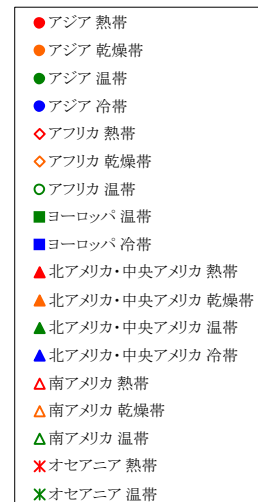 アジア 熱帯
アジア 乾燥帯
アジア 温帯
アジア 冷帯
アフリカ 熱帯
アフリカ 乾燥帯
アフリカ 温帯
ヨーロッパ 温帯
ヨーロッパ 冷帯
北アメリカ・中央アメリカ 熱帯
北アメリカ・中央アメリカ 乾燥帯
北アメリカ・中央アメリカ 温帯
北アメリカ・中央アメリカ 冷帯
南アメリカ 熱帯
南アメリカ 乾燥帯
南アメリカ 温帯
オセアニア 熱帯
オセアニア 温帯